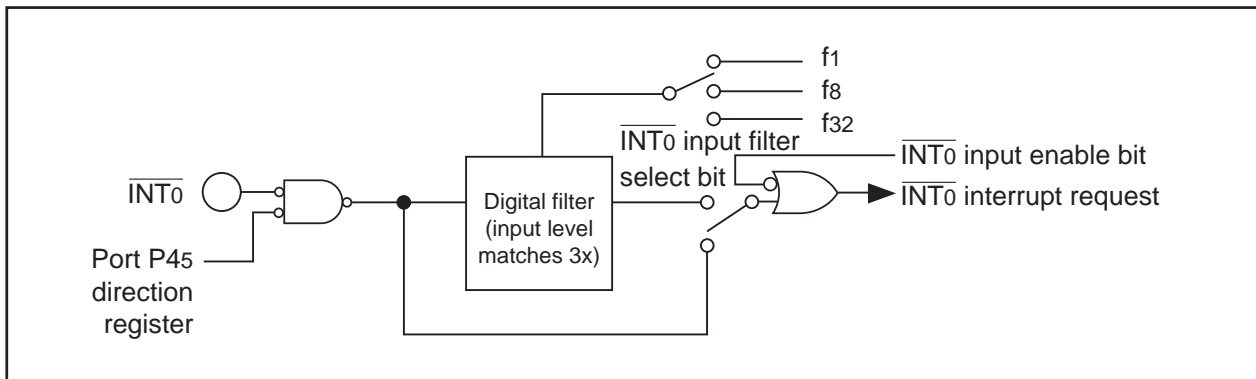 f1
f8
f32
INT0 input filter
select bit
INT0 input enable bit
INT0 interrupt request
INT0
Digital filter
(input level
matches 3x)
Port P45
direction
register